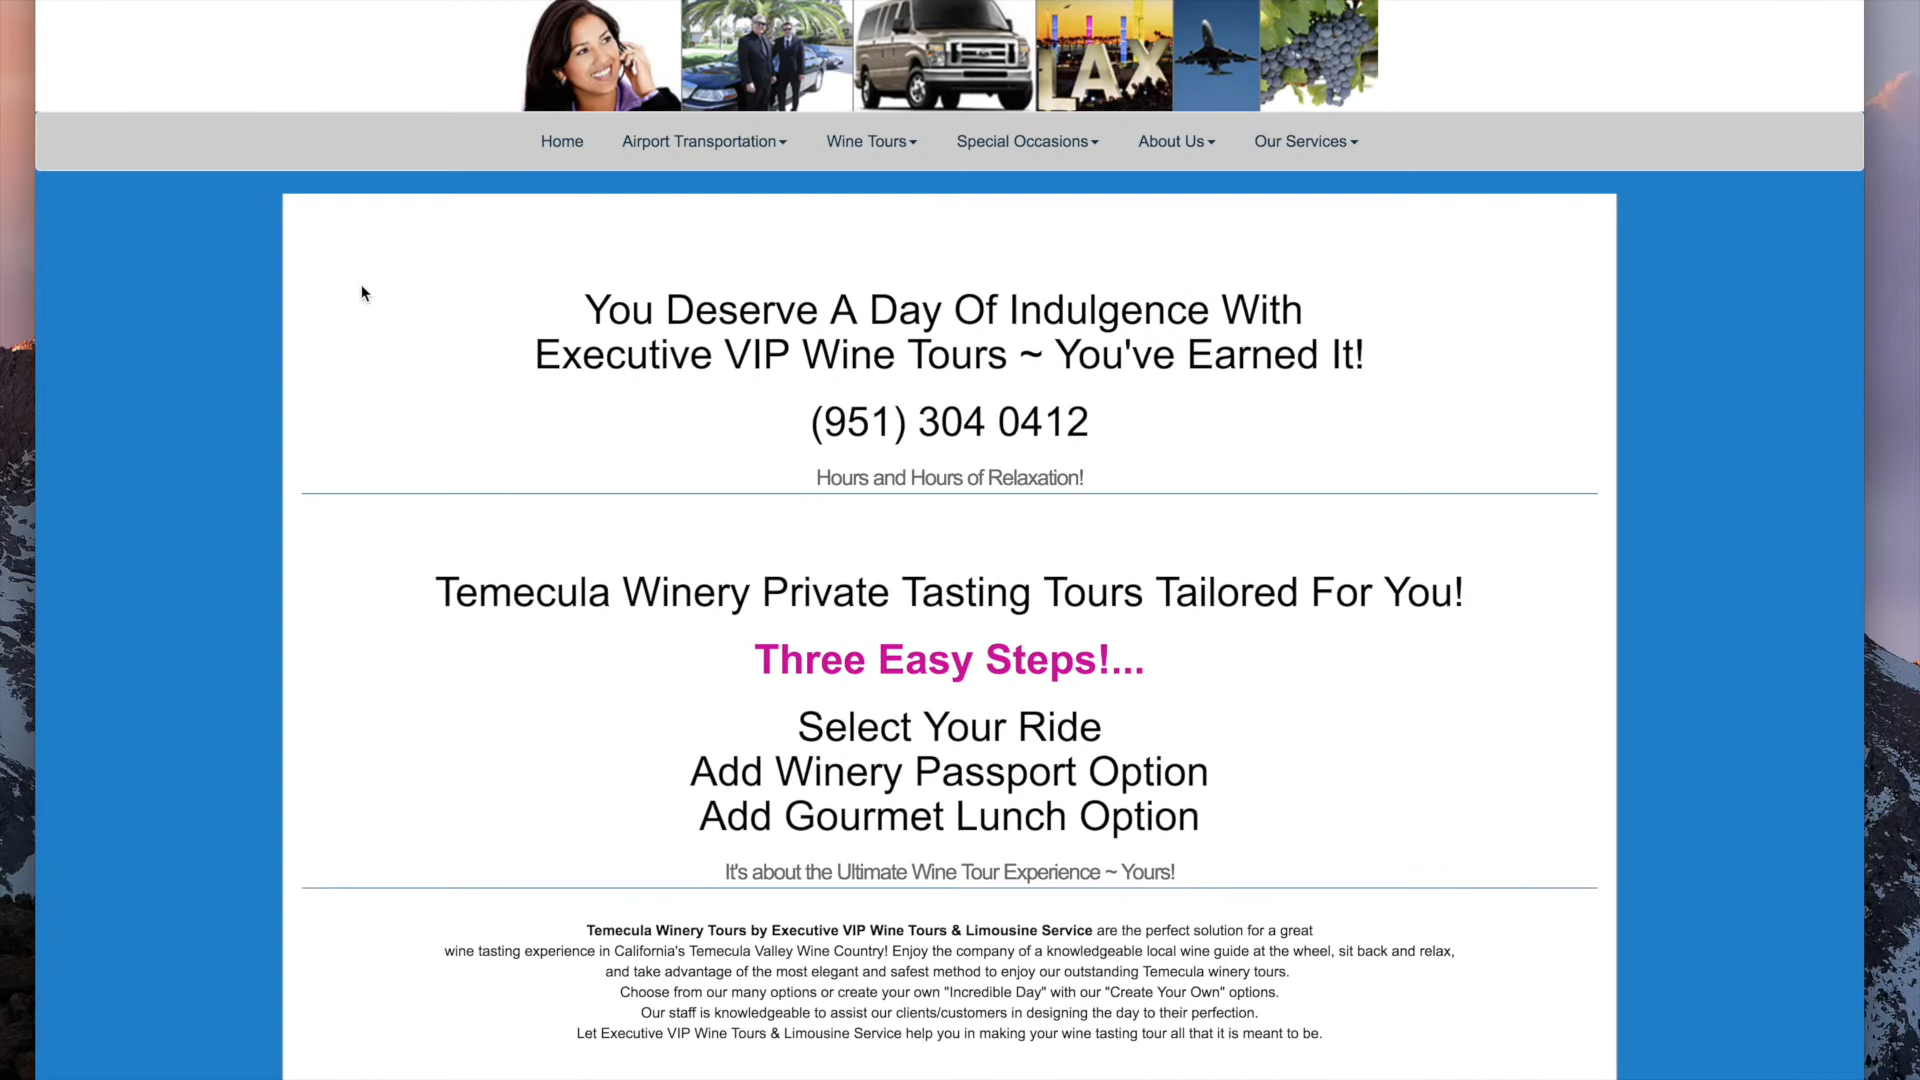 LAX
Home
Airport Transportation
Wine Tours
Special Occasions
About Us
Our Services
You Deserve A Day Of Indulgence With
Executive VIP Wine Tours ~ You've Earned It!
(951) 304 0412
Hours and Hours of Relaxation!
Temecula Winery Private Tasting Tours Tailored For You!
Three Easy Steps!...
Select Your Ride
Add Winery Passport Option
Add Gourmet Lunch Option
It's about the Ultimate Wine Tour Experience ~ Yours!
Temecula Winery Tours by Executive VIP Wine Tours & Limousine Service are the perfect solution for a great
wine tasting experience in California's Temecula Valley Wine Country! Enjoy the company of a knowledgeable local wine guide at the wheel, sit back and relax,
and take advantage of the most elegant and safest method to enjoy our outstanding Temecula winery tours.
Choose from our many options or create your own "Incredible Day" with our "Create Your Own" options.
Our staff is knowledgeable to assist our clients/customers in designing the day to their perfection.
Let Executive VIP Wine Tours & Limousine Service help you in making your wine tasting tour all that it is meant to be.